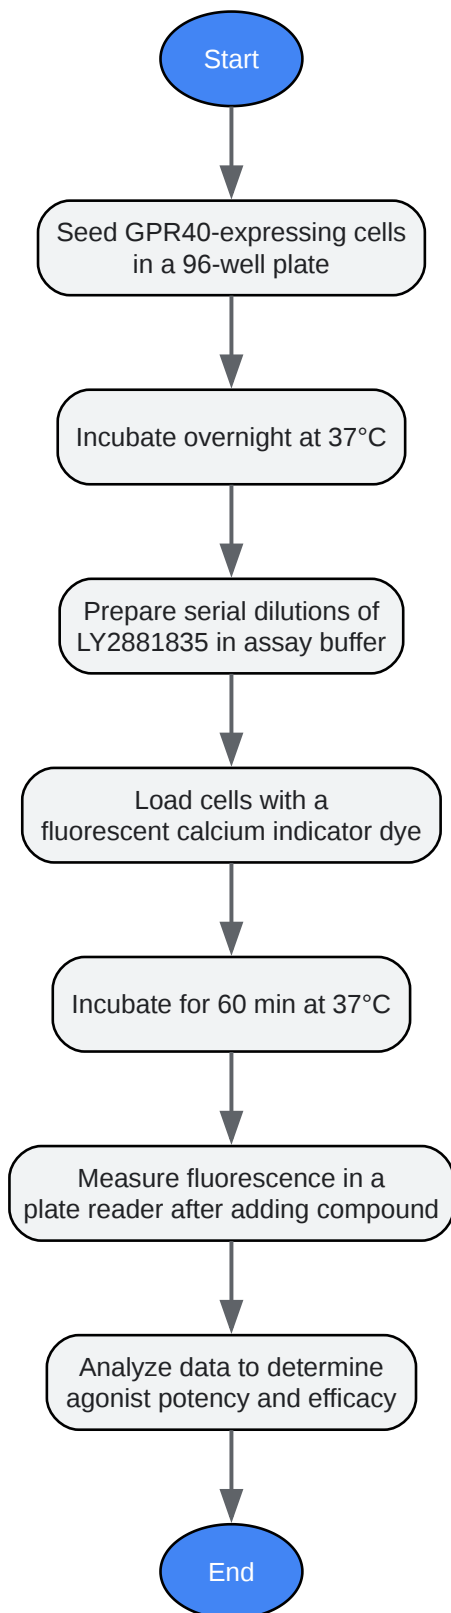 Start
Seed GPR40-expressing cells
in a 96-well plate
Incubate overnight at 37°C
Prepare serial dilutions of
LY2881835 in assay buffer
Load cells with a
fluorescent calcium indicator dye
Incubate for 60 min at 37°C
Measure fluorescence in a
plate reader after adding compound
Analyze data to determine
agonist potency and efficacy
End